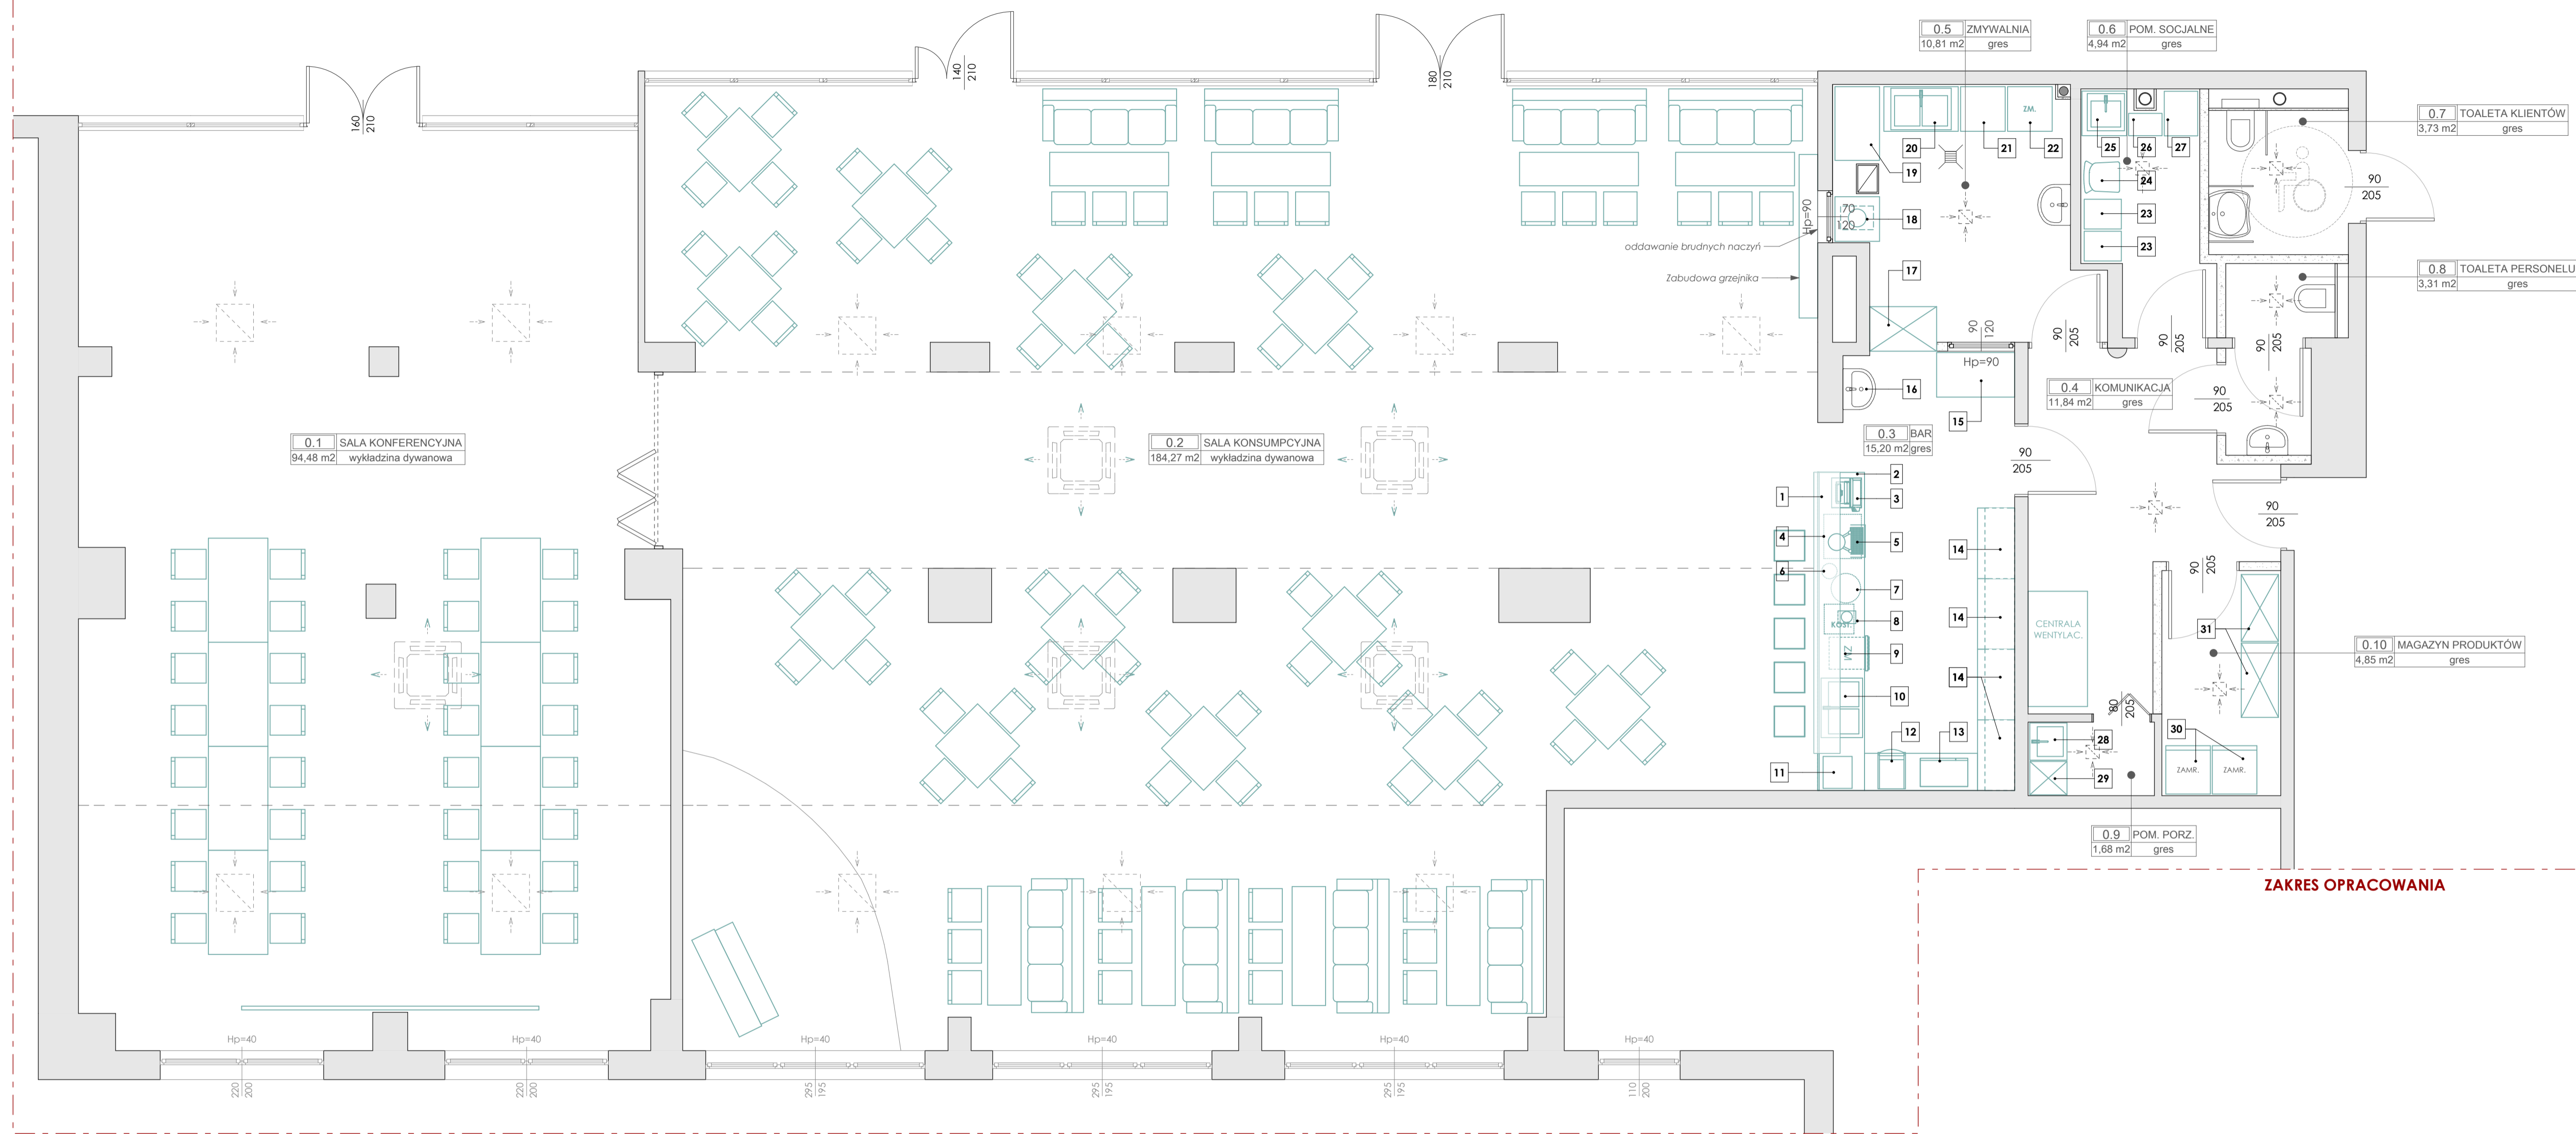 0.5 ZMYWALNIA
10,81 m2 gres
0.6 POM. SOCJALNE
4,94 m2 gres
0.7 TOALETA KLIENTÓW
3,73 m2 gres
0.8 TOALETA PERSONELU
3,31 m2 gres
160
210
140
210
180
210
ZM.
20
21
22
19
18
70
120
Hp=90
oddawanie brudnych naczyń
Zabudowa grzejnika
17
25
26
27
24
23
23
90
205
90
120
Hp=90
90
205
90
205
90
205
16
15
0.4 KOMUNIKACJA
11,84 m2 gres
90
205
0.1 SALA KONFERENCYJNA
94,48 m2 wykładzina dywanowa
0.2 SALA KONSUMPCYJNA
184,27 m2 wykładzina dywanowa
0.3 BAR
15,20 m2 gres
90
205
90
205
1
2
3
4
5
6
7
8
KOST.
9
ZM
10
11
12
13
14
14
14
90
205
CENTRALA
WENTYLAC.
31
0.10 MAGAZYN PRODUKTÓW
4,85 m2 gres
80
205
28
29
30
ZAMR.
ZAMR.
0.9 POM. PORZ.
1,68 m2 gres
ZAKRES OPRACOWANIA
Hp=40
Hp=40
Hp=40
Hp=40
Hp=40
Hp=40
220
200
220
200
295
195
295
195
295
195
110
200